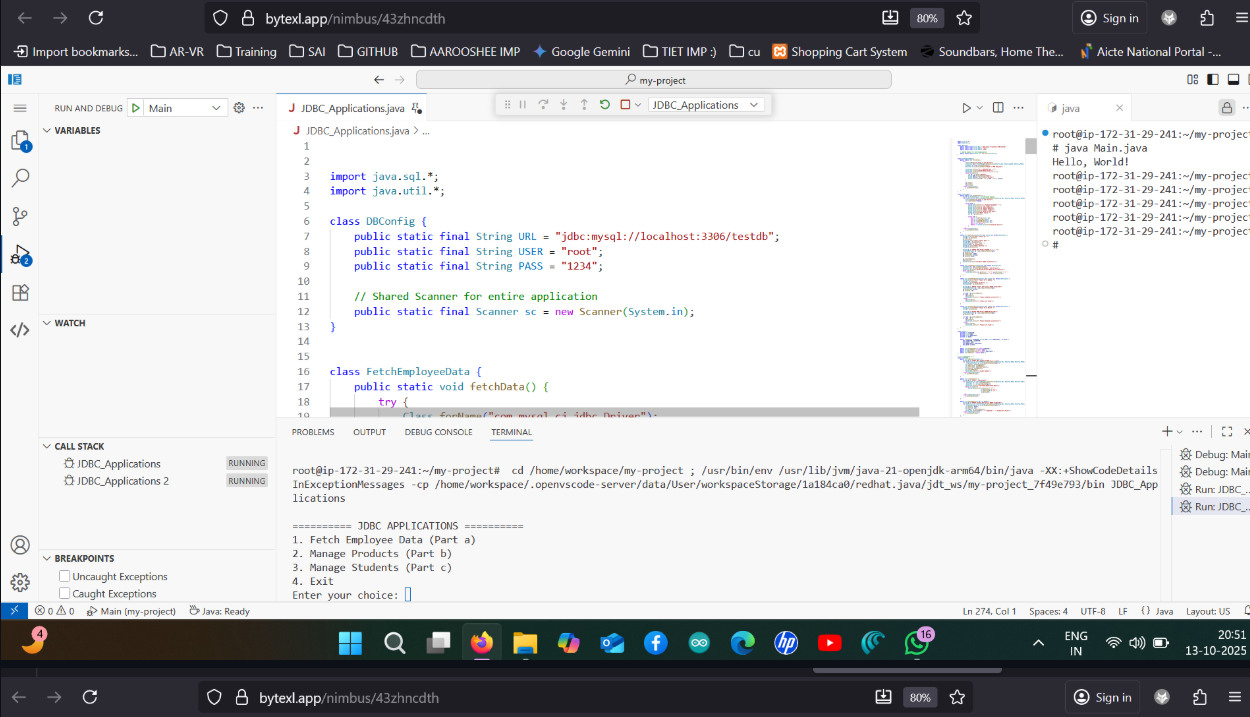 bytexl.app/nimbus/43zhncdth
80%
Sign in
Import bookmarks...
AR-VR
Training
SAI
GITHUB
AAROOSHEE IMP
Google Gemini
TIET IMP :)
cu
Shopping Cart System
Soundbars, Home The...
Aicte National Portal -...
my-project
RUN AND DEBUG
Main
JDBC_Applications.java
JDBC_Applications
java
JDBC_Applications.java > ...
VARIABLES
WATCH
CALL STACK
JDBC_Applications RUNNING
JDBC_Applications 2 RUNNING
BREAKPOINTS
Uncaught Exceptions
Caught Exceptions
1
2
3 import java.sql.*;
4 import java.util.*;
5
6 class DBConfig {
7 public static final String URL = "jdbc:mysql://localhost:3306/testdb";
8 public static final String USER = "root";
9 public static final String PASS = "1234";
10
11 // Shared Scanner for entire application
12 public static final Scanner sc = new Scanner(System.in);
13 }
14
15
16 class FetchEmployeeData {
17 public static void fetchData() {
18 try {
19 Class.forName("com.mysql.cj.jdbc.Driver");
root@ip-172-31-29-241:~/my-project
# java Main.java
Hello, World!
root@ip-172-31-29-241:~/my-project
root@ip-172-31-29-241:~/my-project
root@ip-172-31-29-241:~/my-project
root@ip-172-31-29-241:~/my-project
root@ip-172-31-29-241:~/my-project
#
PROBLEMS OUTPUT DEBUG CONSOLE TERMINAL
root@ip-172-31-29-241:~/my-project# cd /home/workspace/my-project ; /usr/bin/env /usr/lib/jvm/java-21-openjdk-arm64/bin/java -XX:+ShowCodeDetails
InExceptionMessages -cp /home/workspace/.openvscode-server/data/User/workspaceStorage/1a184ca0/redhat.java/jdt_ws/my-project_7f49e793/bin JDBC_App
lications
========== JDBC APPLICATIONS ==========
1. Fetch Employee Data (Part a)
2. Manage Products (Part b)
3. Manage Students (Part c)
4. Exit
Enter your choice:
Debug: Mai
Debug: Mai
Run: JDBC_...
Run: JDBC_...
0 0 Main (my-project) Java: Ready
Ln 274, Col 1 Spaces: 4 UTF-8 LF {} Java Layout: US
4
16
ENG
IN
20:51
13-10-2025
bytexl.app/nimbus/43zhncdth
80%
Sign in